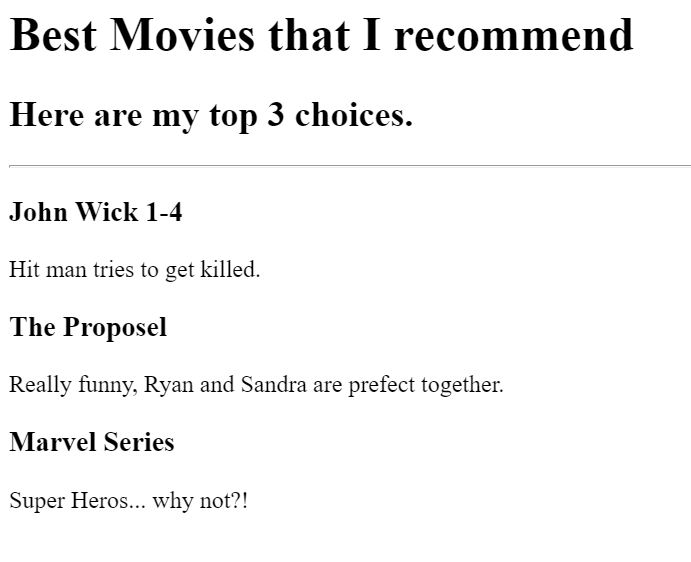 Best Movies that I recommend
Here are my top 3 choices.
John Wick 1-4
Hit man tries to get killed.
The Proposel
Really funny, Ryan and Sandra are prefect together.
Marvel Series
Super Heros... why not?!